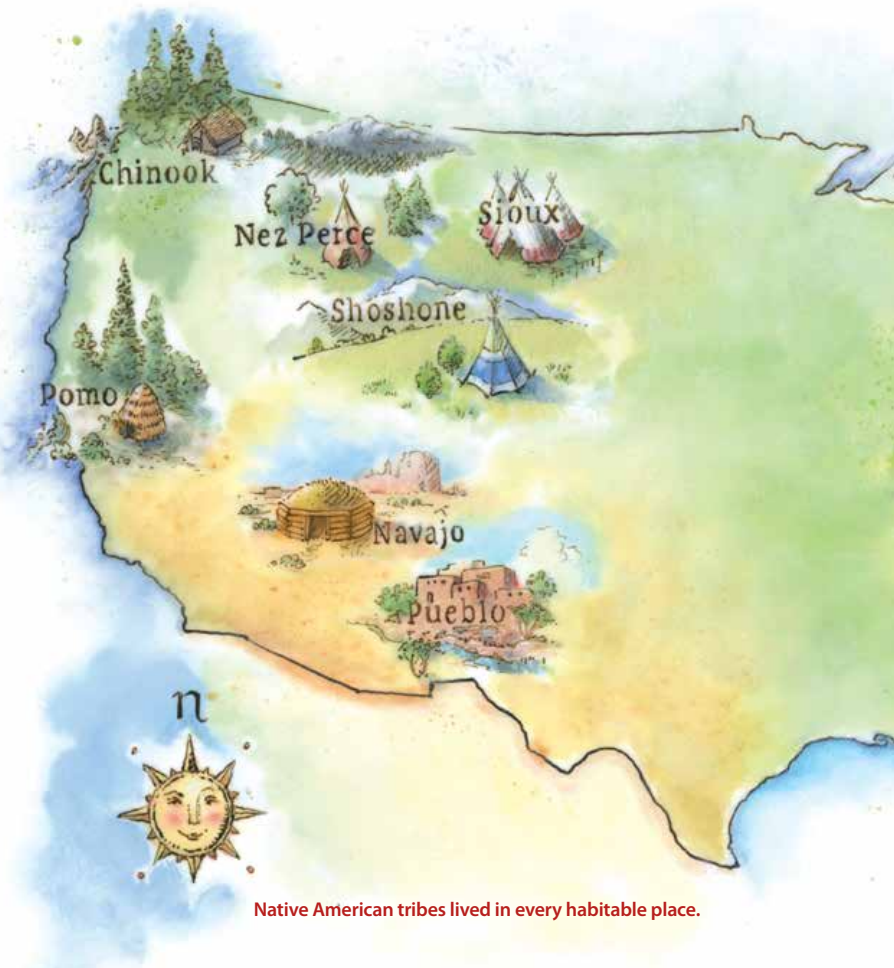 Chinook
Nez Perce
Sioux
Shoshone
Pomo
Navajo
Pueblo
n
Native American tribes lived in every habitable place.